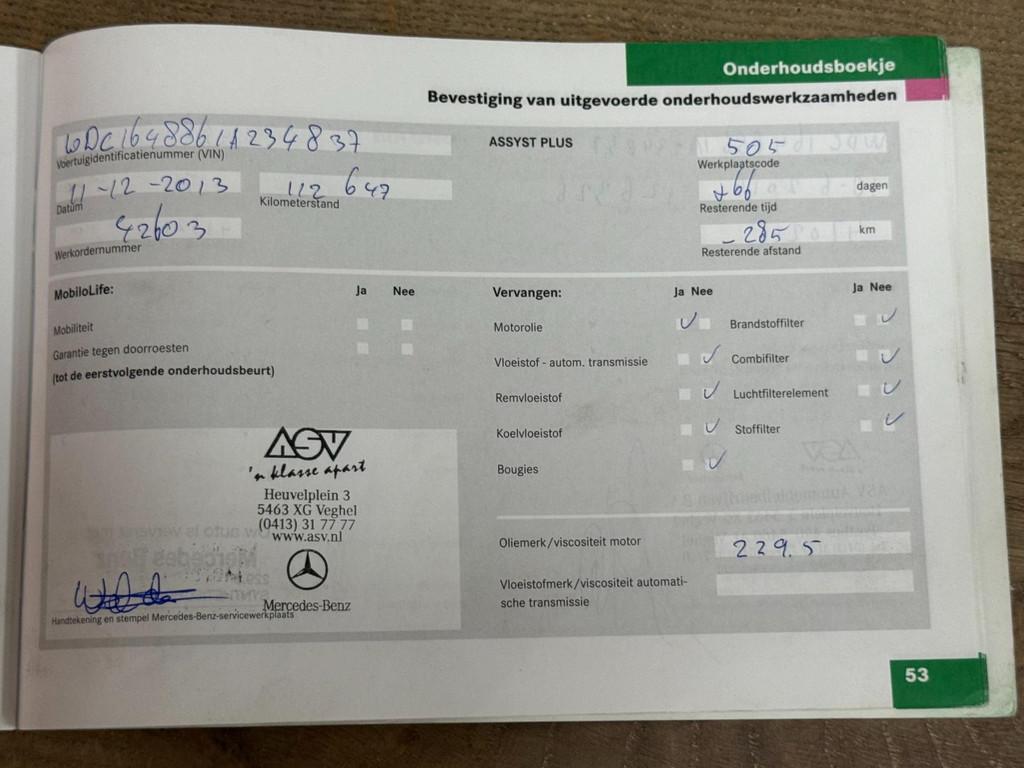 Onderhoudsboekje
Bevestiging van uitgevoerde onderhoudswerkzaamheden
WDC1648861A234837
Voertuigidentificatienummer (VIN)
11-12-2013
Datum
112 647
Kilometerstand
42603
Werkordernummer
ASSYST PLUS
505
Werkplaatscode
+66 dagen
Resterende tijd
-285 km
Resterende afstand
MobiloLife: Ja Nee
Mobiliteit
Garantie tegen doorroesten
(tot de eerstvolgende onderhoudsbeurt)
Vervangen: Ja Nee Ja Nee
Motorolie Brandstoffilter
Vloeistof - autom. transmissie Combifilter
Remvloeistof Luchtfilterelement
Koelvloeistof Stoffilter
Bougies
ASV
'n klasse apart
Heuvelplein 3
5463 XG Veghel
(0413) 31 77 77
www.asv.nl
Mercedes-Benz
Handtekening en stempel Mercedes-Benz-servicewerkplaats
Oliemerk/viscositeit motor 229.5
Vloeistofmerk/viscositeit automati-
sche transmissie
53